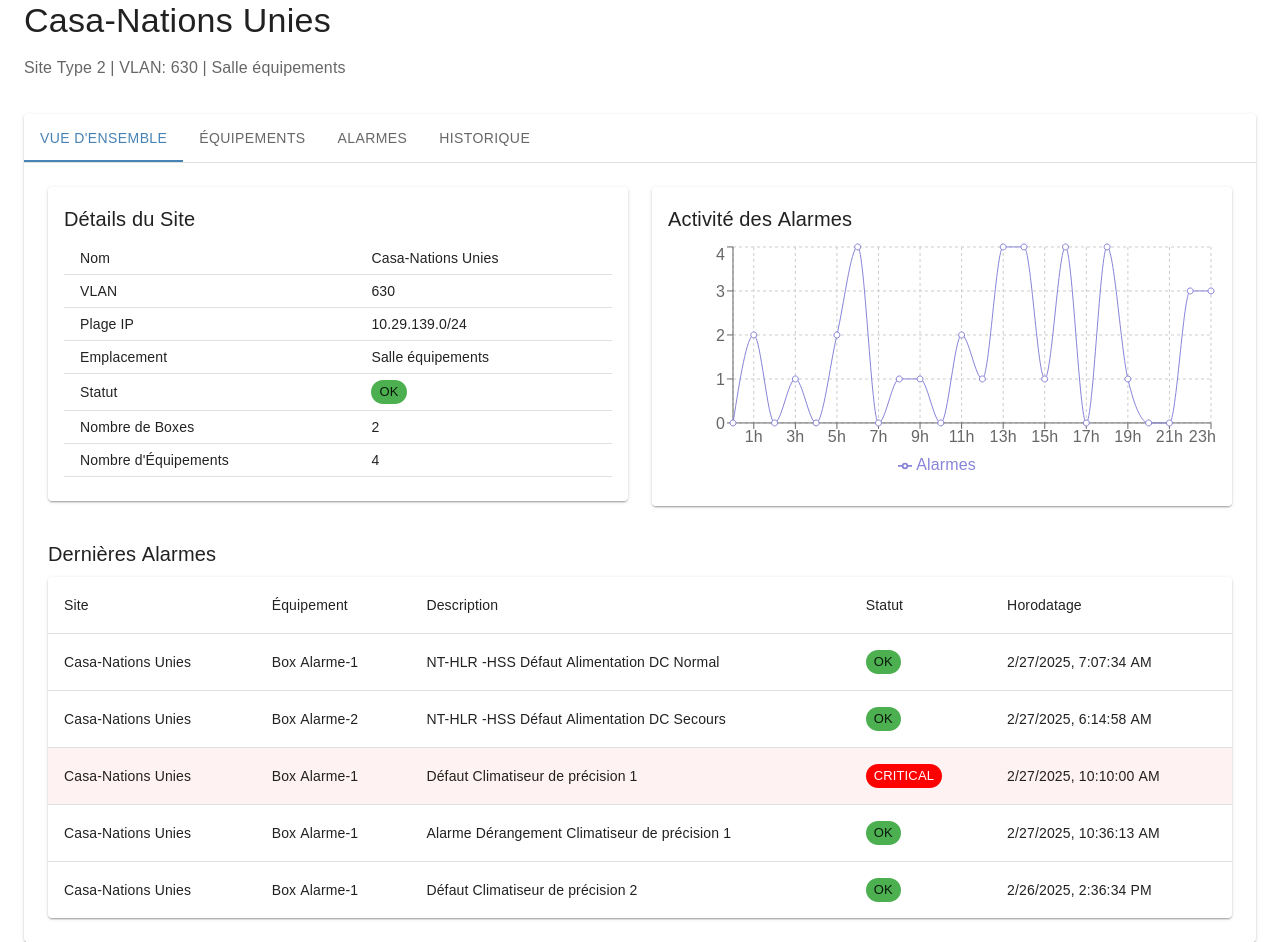 Casa-Nations Unies
Site Type 2 | VLAN: 630 | Salle équipements
VUE D'ENSEMBLE ÉQUIPEMENTS ALARMES HISTORIQUE
Détails du Site
Nom Casa-Nations Unies
VLAN 630
Plage IP 10.29.139.0/24
Emplacement Salle équipements
Statut OK
Nombre de Boxes 2
Nombre d'Équipements 4
Activité des Alarmes
4
3
2
1
0
1h 3h 5h 7h 9h 11h 13h 15h 17h 19h 21h 23h
Alarmes
Dernières Alarmes
Site Équipement Description Statut Horodatage
Casa-Nations Unies Box Alarme-1 NT-HLR -HSS Défaut Alimentation DC Normal OK 2/27/2025, 7:07:34 AM
Casa-Nations Unies Box Alarme-2 NT-HLR -HSS Défaut Alimentation DC Secours OK 2/27/2025, 6:14:58 AM
Casa-Nations Unies Box Alarme-1 Défaut Climatiseur de précision 1 CRITICAL 2/27/2025, 10:10:00 AM
Casa-Nations Unies Box Alarme-1 Alarme Dérangement Climatiseur de précision 1 OK 2/27/2025, 10:36:13 AM
Casa-Nations Unies Box Alarme-1 Défaut Climatiseur de précision 2 OK 2/26/2025, 2:36:34 PM